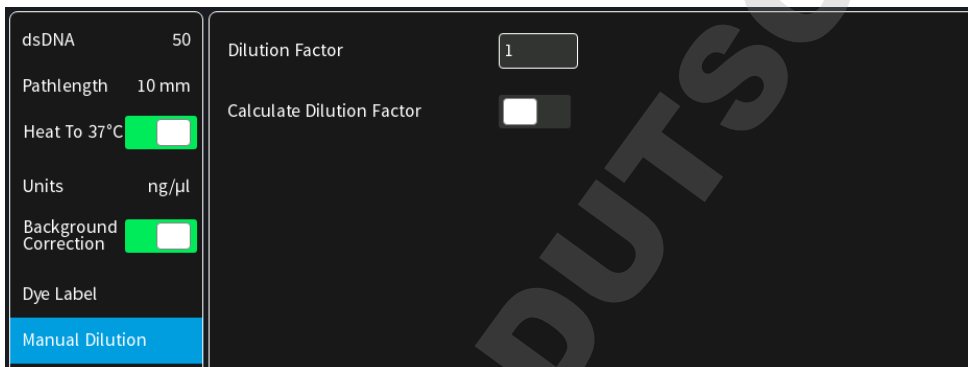 dsDNA 50
Pathlength 10 mm
Heat To 37°C
Units ng/µl
Background
Correction
Dye Label
Manual Dilution
Dilution Factor 1
Calculate Dilution Factor
DUTSC